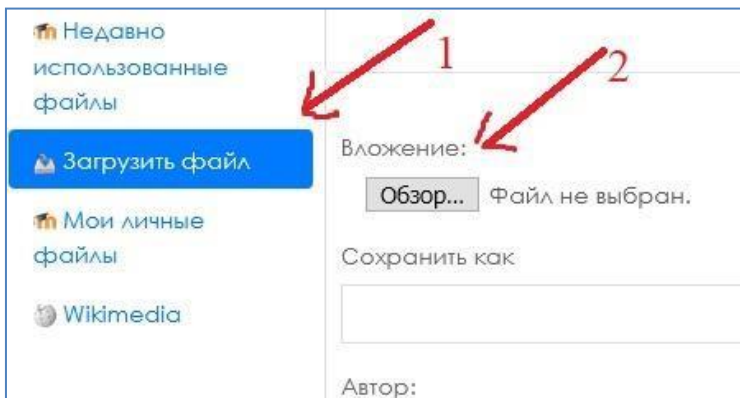 Недавно
использованные
файлы
Загрузить файл
Мои личные
файлы
Wikimedia
1
2
Вложение:
Обзор... Файл не выбран.
Сохранить как
Автор: